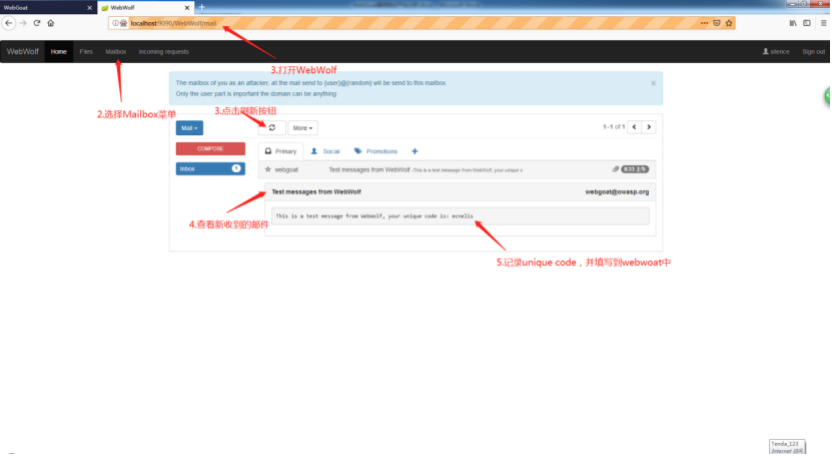 WebGoat
WebWolf
localhost:9090/WebWolf/mail
WebWolf Home Files Mailbox Incoming requests silence Sign out
3.打开WebWolf
The mailbox of you as an attacker, all the mail send to {user}@{random} will be send to this mailbox.
Only the user part is important the domain can be anything
2.选择Mailbox菜单
3.点击刷新按钮
Mail More 1–1 of 1
COMPOSE
Primary Social Promotions
Inbox 1
webgoat Test messages from WebWolf -This is a test message from WebWolf, your unique c
Test messages from WebWolf webgoat@owasp.org
This is a test message from WebWolf, your unique code is: ecnelis
4.查看新收到的邮件
5.记录unique code，并填写到webwoat中
Tenda_123
Internet 访问